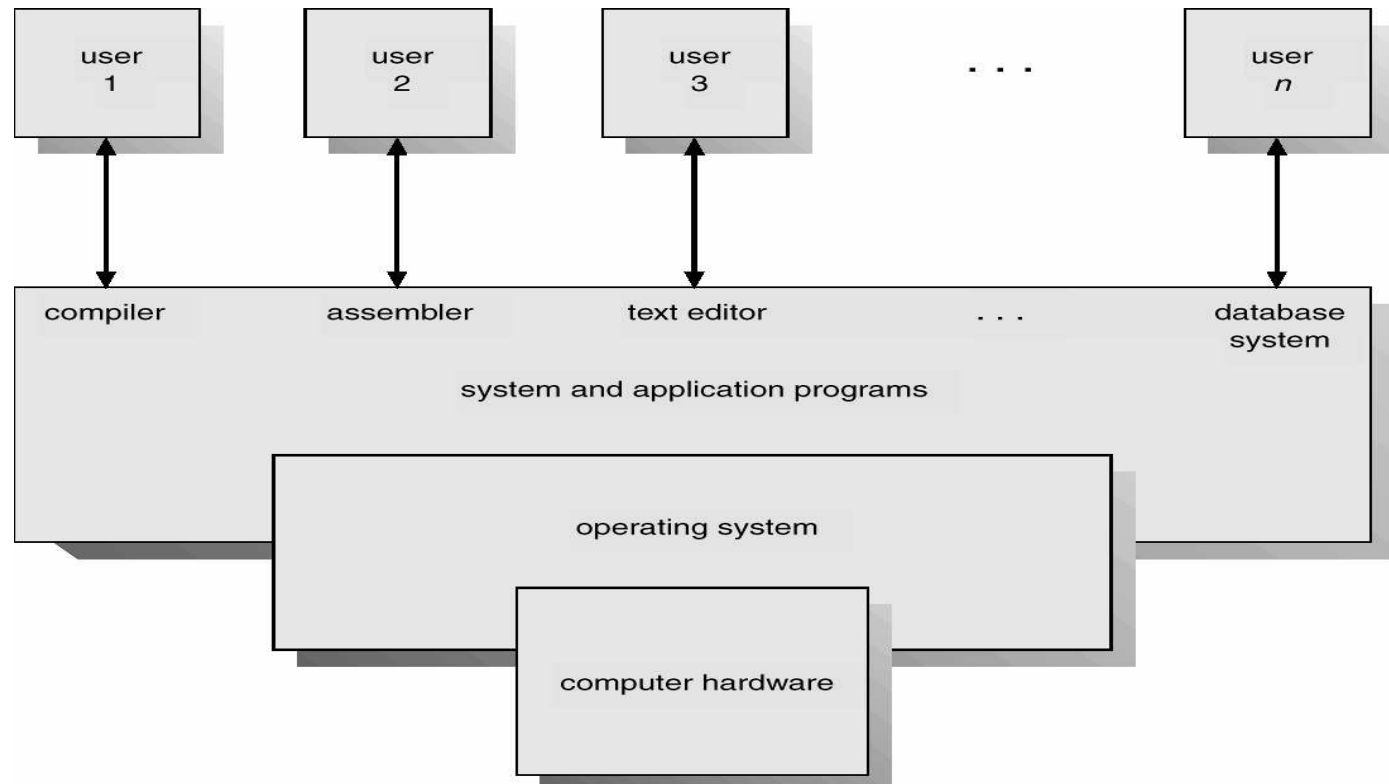 user
1
user
2
user
3
. . .
user
n
compiler
assembler
text editor
. . .
database
system
system and application programs
operating system
computer hardware